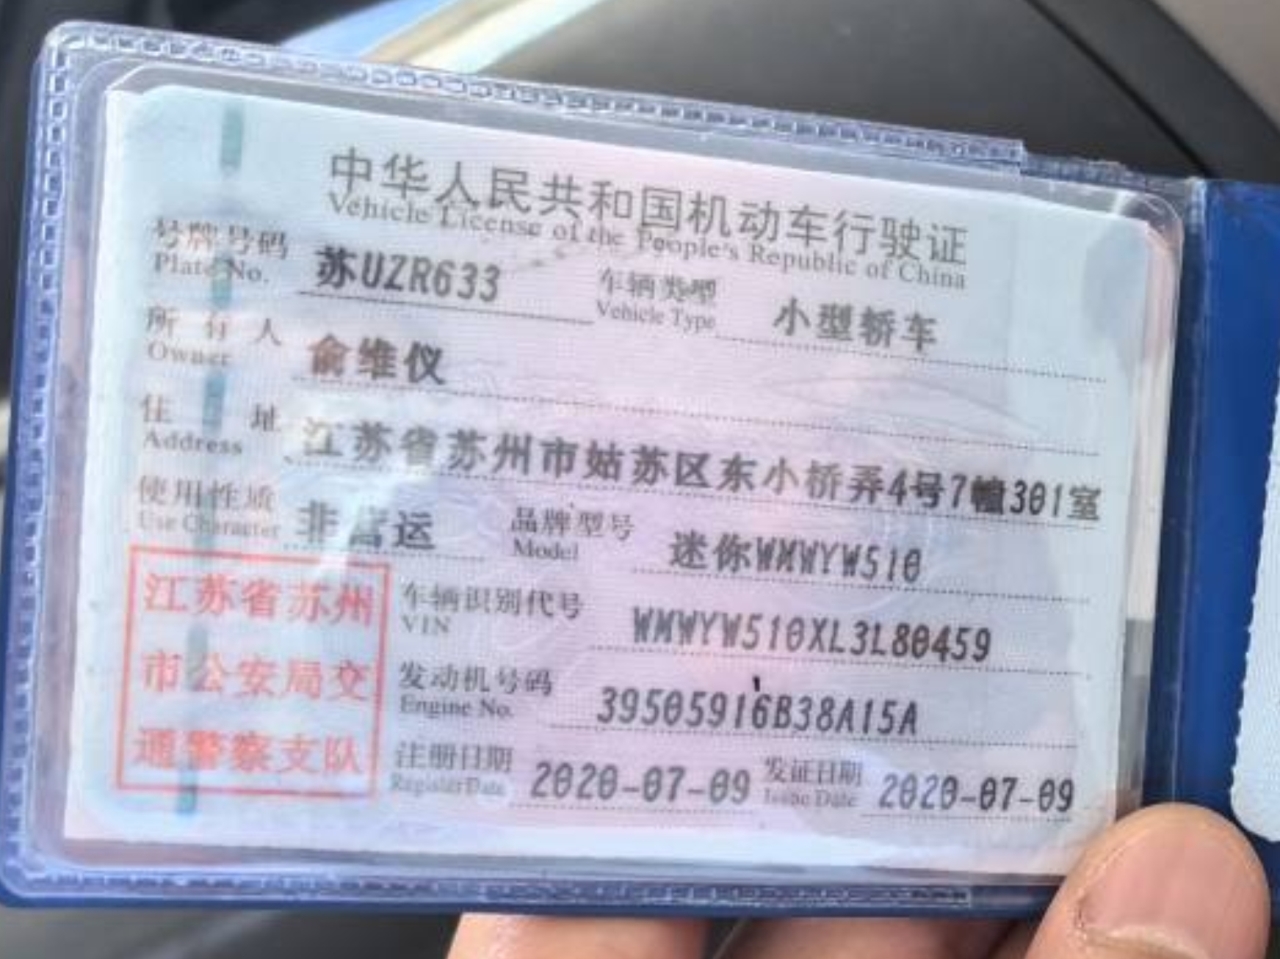 中华人民共和国机动车行驶证
Vehicle License of the People's Republic of China
号牌号码 苏UZR633 车辆类型 小型轿车
Plate No. Vehicle Type
所有人 俞维仪
Owner
住址 江苏省苏州市姑苏区东小桥弄4号7幢301室
Address
使用性质 非营运 品牌型号 迷你WMWYW510
Use Character Model
江苏省苏州
市公安局交
通警察支队
车辆识别代号 WMWYW510XL3L80459
VIN
发动机号码 39505916B38A15A
Engine No.
注册日期 2020-07-09 发证日期 2020-07-09
Register Date Issue Date